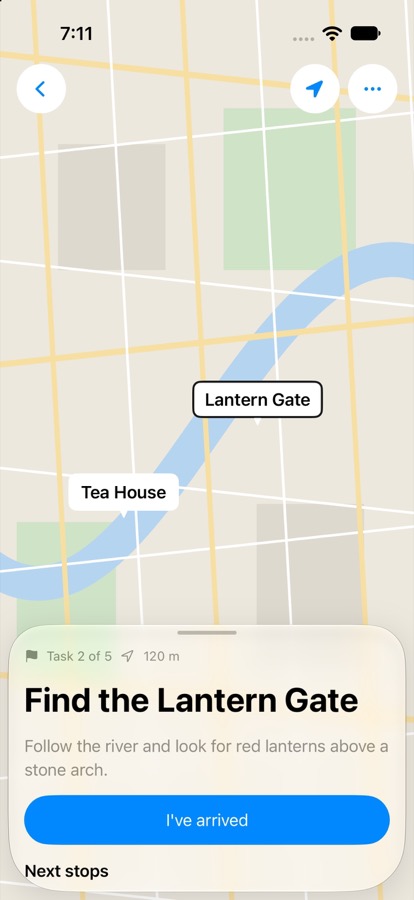 7:11
Lantern Gate
Tea House
Task 2 of 5 120 m
Find the Lantern Gate
Follow the river and look for red lanterns above a
stone arch.
I've arrived
Next stops